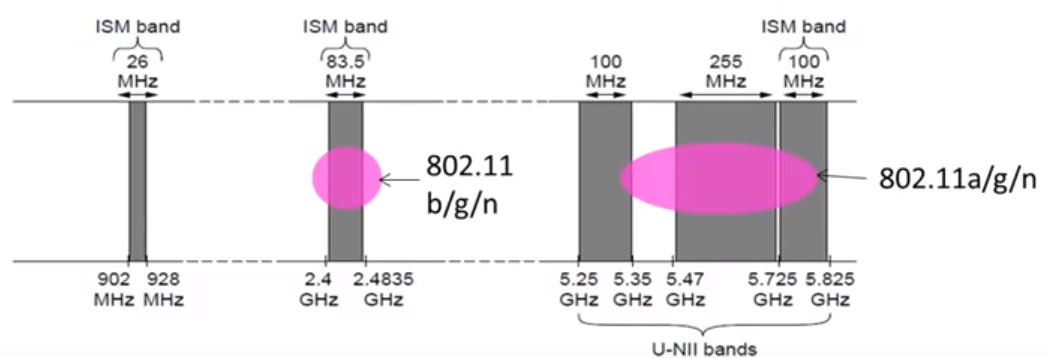 ISM band
26
MHz
ISM band
83.5
MHz
100
MHz
255
MHz
ISM band
100
MHz
802.11
b/g/n
802.11a/g/n
902
MHz
928
MHz
2.4
GHz
2.4835
GHz
5.25
GHz
5.35
GHz
5.47
GHz
5.725
GHz
5.825
GHz
U-NII bands